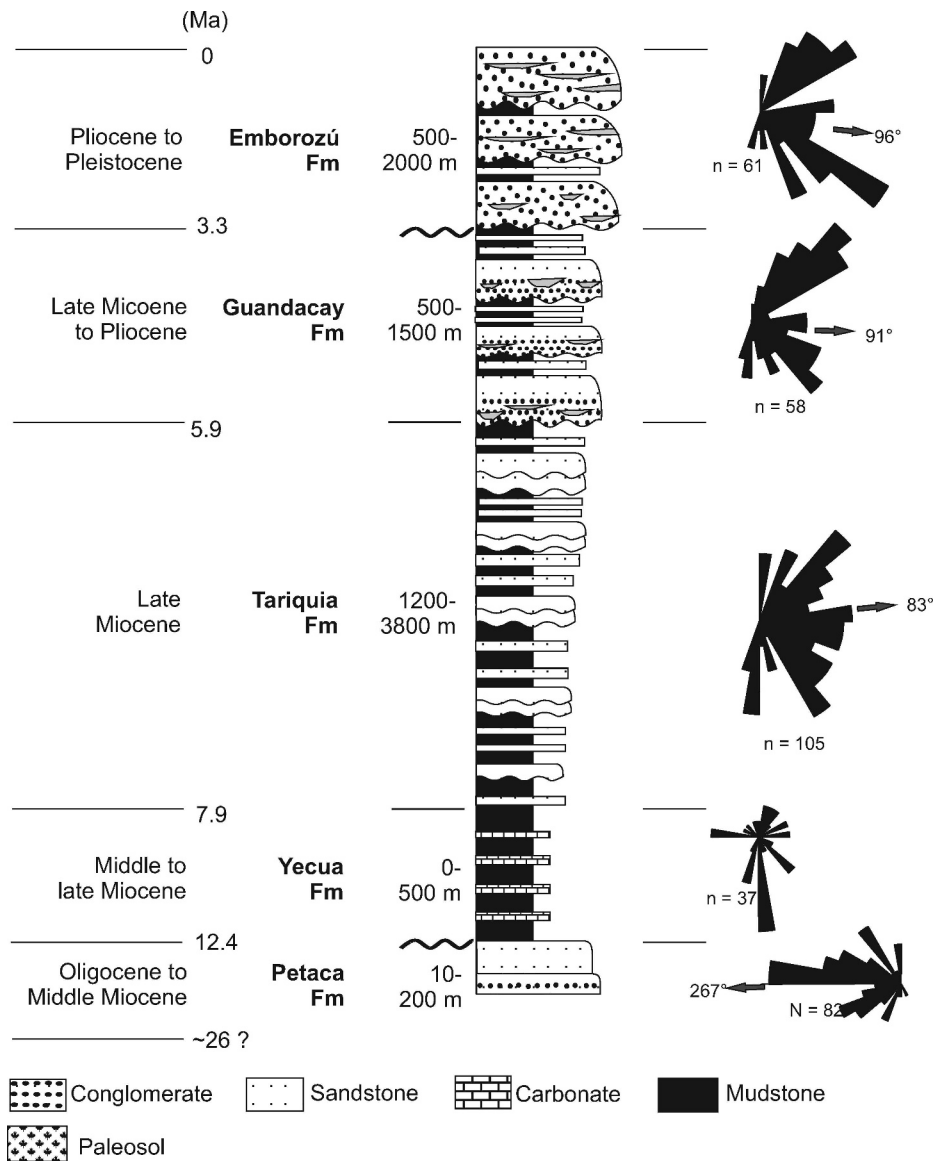 (Ma)
0
Pliocene to
Pleistocene
Emborozú
Fm
500-
2000 m
96°
n = 61
3.3
Late Micoene
to Pliocene
Guandacay
Fm
500-
1500 m
91°
n = 58
5.9
Late
Miocene
Tariquia
Fm
1200-
3800 m
83°
n = 105
7.9
Middle to
late Miocene
Yecua
Fm
0-
500 m
n = 37
12.4
Oligocene to
Middle Miocene
Petaca
Fm
10-
200 m
267°
N = 82
~26 ?
Conglomerate
Sandstone
Carbonate
Mudstone
Paleosol